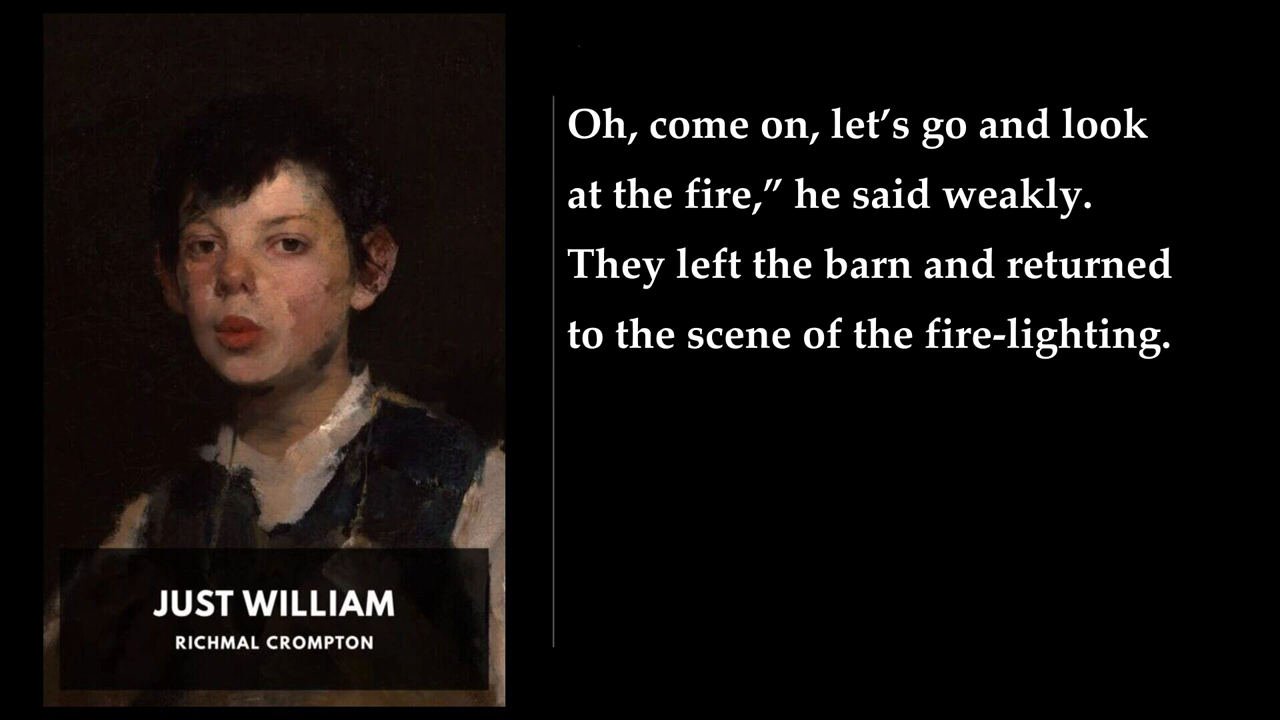 JUST WILLIAM
RICHMAL CROMPTON
Oh, come on, let’s go and look
at the fire,” he said weakly.
They left the barn and returned
to the scene of the fire-lighting.